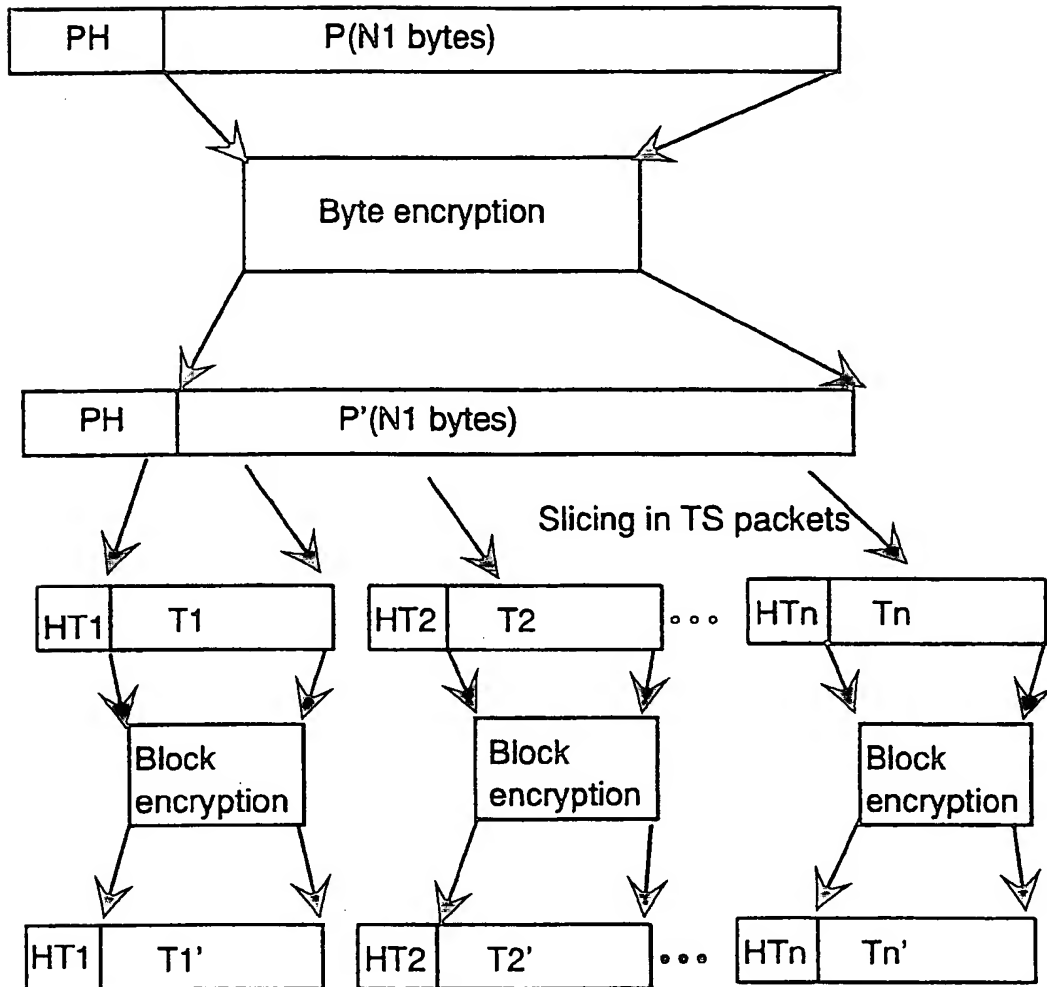 PH P(N1 bytes)
Byte encryption
PH P'(N1 bytes)
Slicing in TS packets
HT1 T1 HT2 T2 HTn Tn
Block
encryption
Block
encryption
Block
encryption
HT1 T1' HT2 T2' HTn Tn'